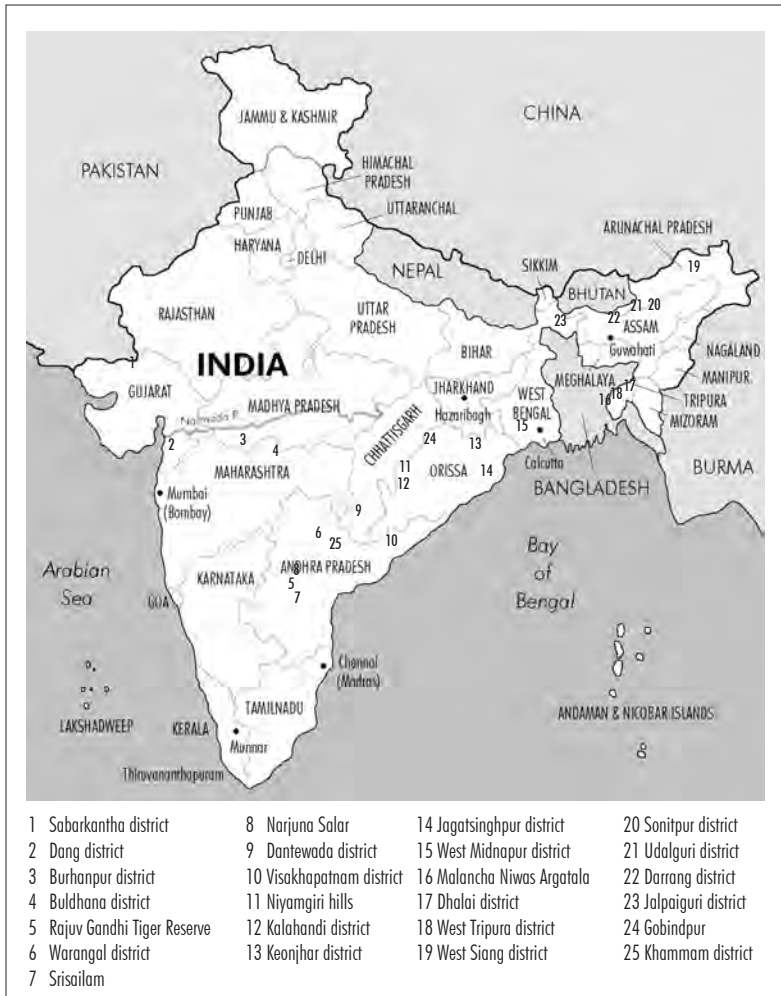 CHINA
JAMMU & KASHMIR
PAKISTAN
HIMACHAL
PRADESH
PUNJAB
UTTARANCHAL
HARYANA
DELHI
ARUNACHAL PRADESH
19
NEPAL
SIKKIM
BHUTAN
21 20
22
23
RAJASTHAN
UTTAR
PRADESH
ASSAM
Guwahati
NAGALAND
BIHAR
1
INDIA
MEGHALAYA
MANIPUR
GUJARAT
JHARKHAND
WEST
BENGAL
16 18 17
TRIPURA
MIZORAM
MADHYA PRADESH
Narmada R.
Hazaribagh
CHHATTISGARH
24
13
15
2
3
4
MAHARASHTRA
11
12
ORISSA
14
Calcutta
BANGLADESH
BURMA
Mumbai
(Bombay)
9
6
25
10
Arabian
Sea
KARNATAKA
8
ANDHRA PRADESH
5
7
GOA
Bay
of
Bengal
Chennai
(Madras)
LAKSHADWEEP
KERALA
TAMILNADU
Munnar
Thiruvananthapuram
ANDAMAN & NICOBAR ISLANDS
1 Sabarkantha district
2 Dang district
3 Burhanpur district
4 Buldhana district
5 Rajuv Gandhi Tiger Reserve
6 Warangal district
7 Srisailam
8 Narjuna Salar
9 Dantewada district
10 Visakhapatnam district
11 Niyamgiri hills
12 Kalahandi district
13 Keonjhar district
14 Jagatsinghpur district
15 West Midnapur district
16 Malancha Niwas Argatala
17 Dhalai district
18 West Tripura district
19 West Siang district
20 Sonitpur district
21 Udalguri district
22 Darrang district
23 Jalpaiguri district
24 Gobindpur
25 Khammam district